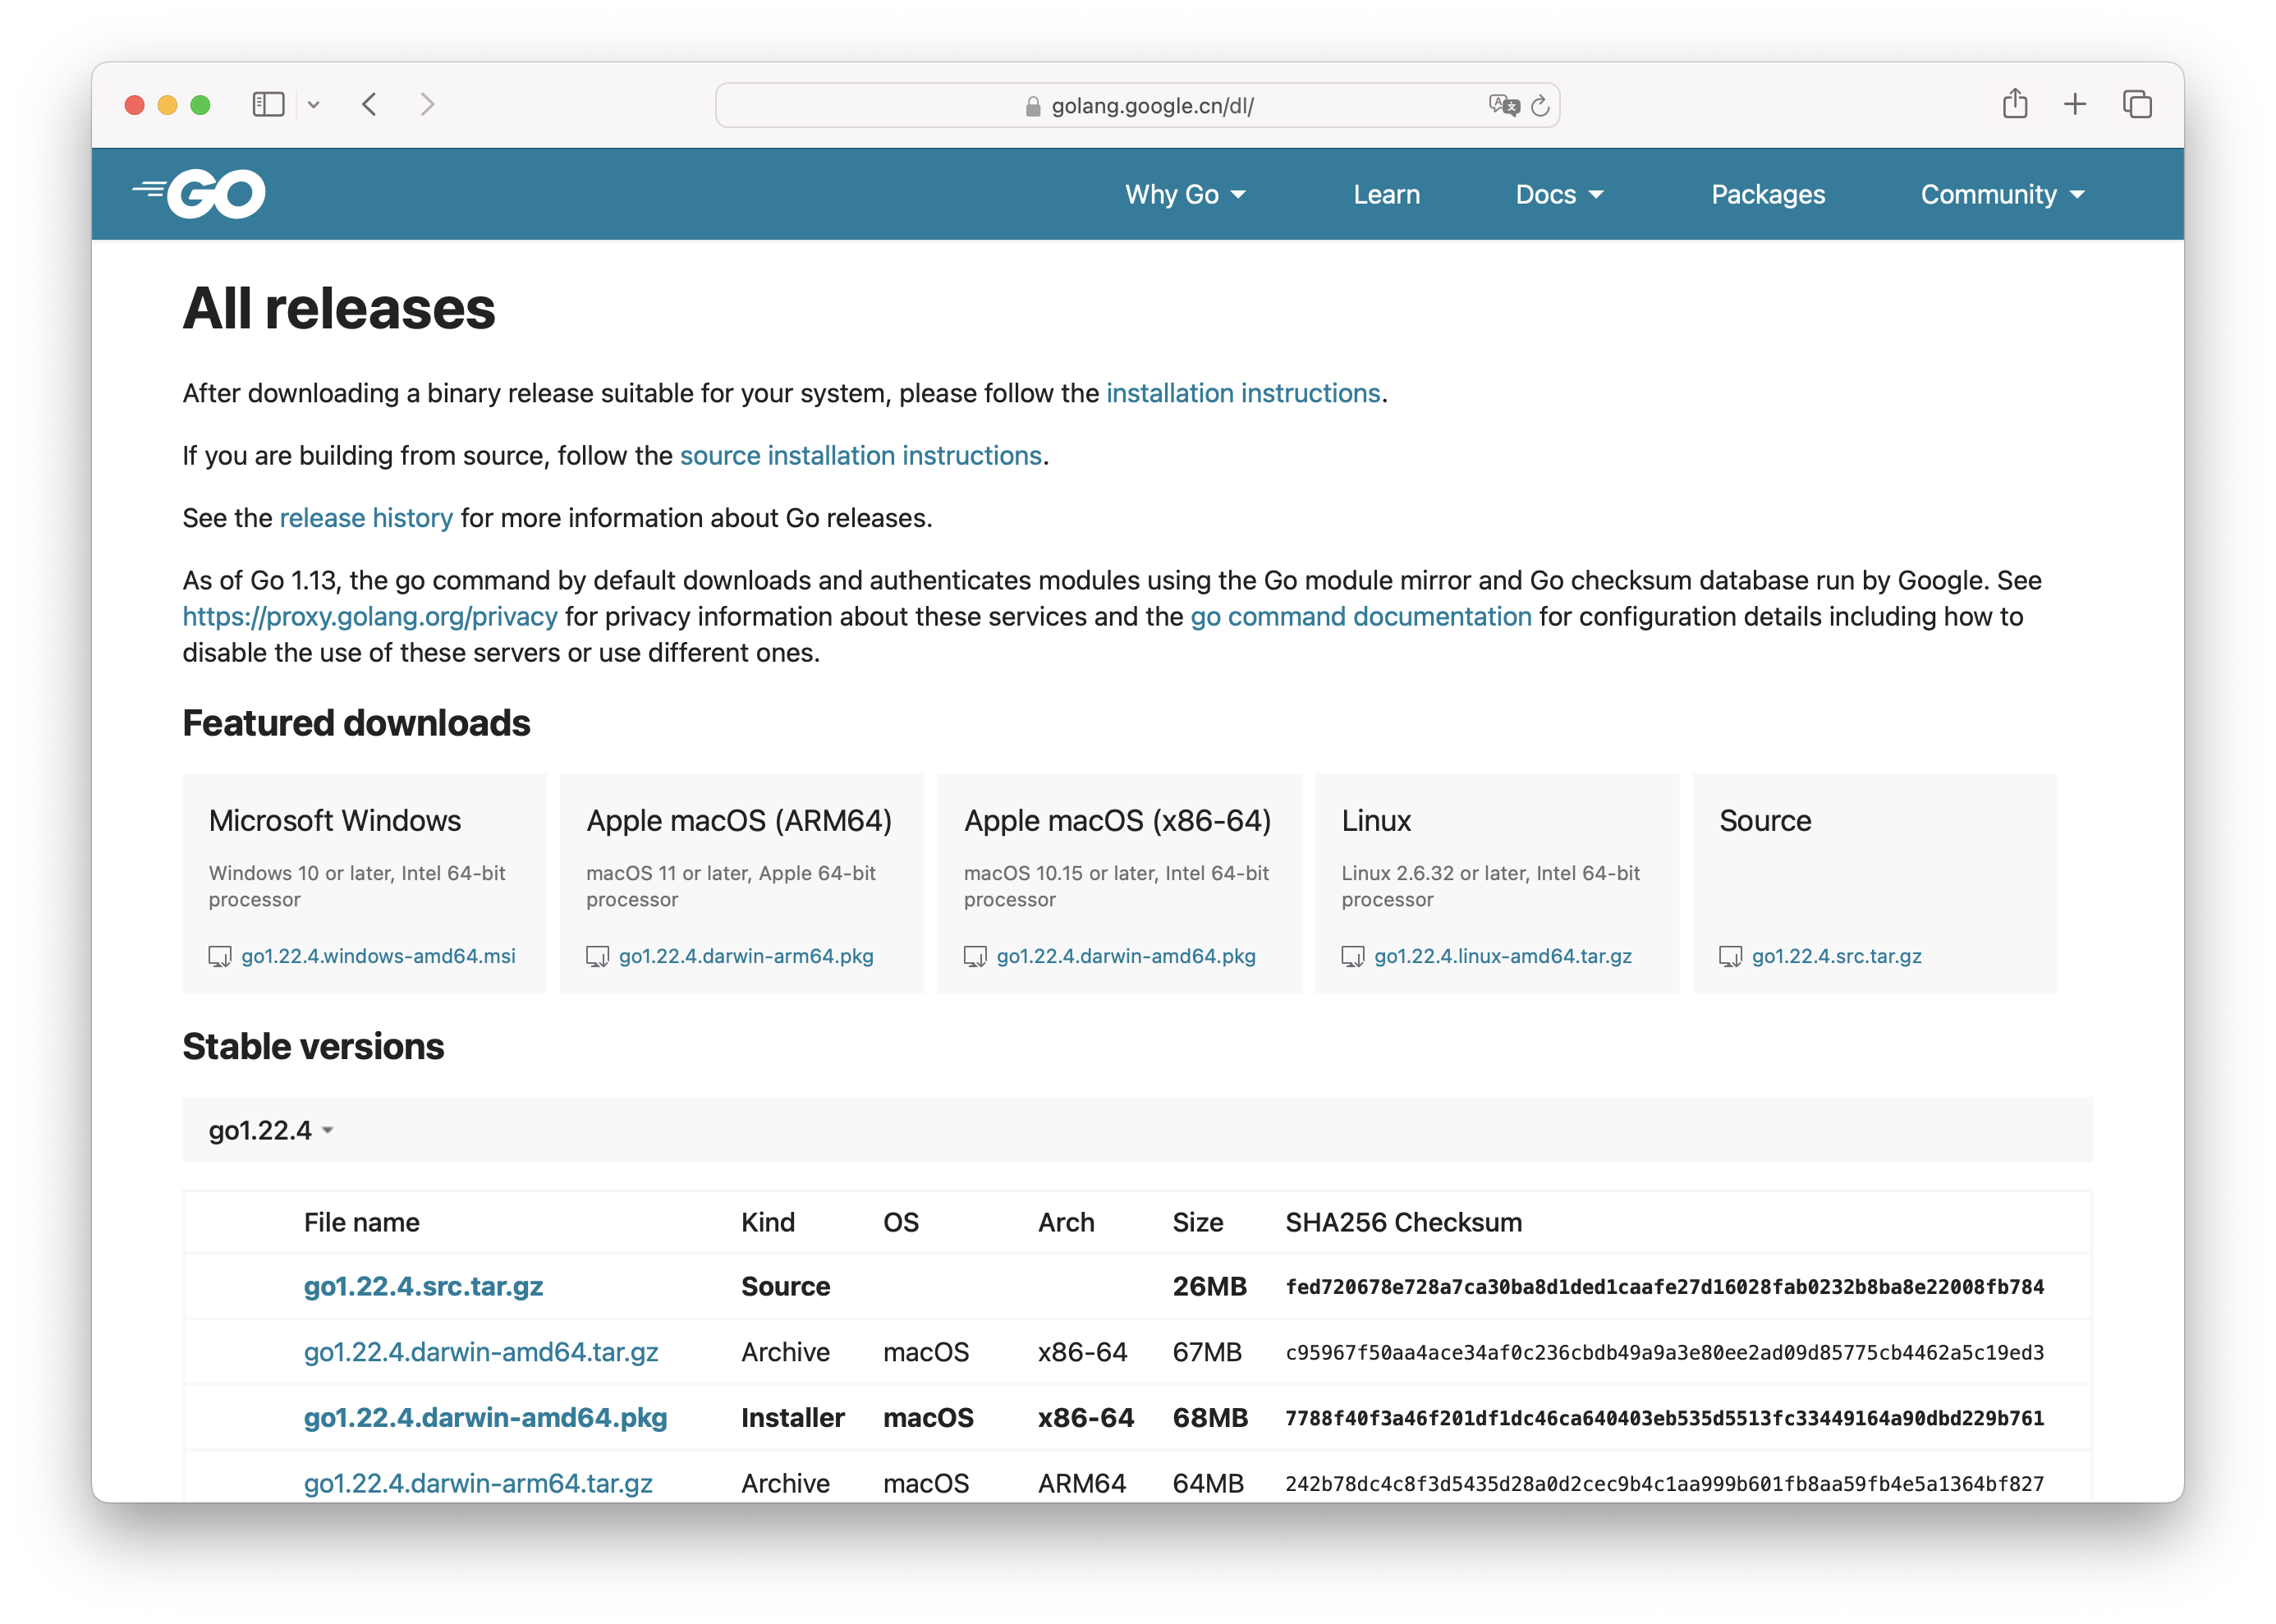 golang.google.cn/dl/
GO
Why Go
Learn
Docs
Packages
Community
All releases
After downloading a binary release suitable for your system, please follow the installation instructions.
If you are building from source, follow the source installation instructions.
See the release history for more information about Go releases.
As of Go 1.13, the go command by default downloads and authenticates modules using the Go module mirror and Go checksum database run by Google. See
https://proxy.golang.org/privacy for privacy information about these services and the go command documentation for configuration details including how to
disable the use of these servers or use different ones.
Featured downloads
Microsoft Windows
Windows 10 or later, Intel 64-bit
processor
go1.22.4.windows-amd64.msi
Apple macOS (ARM64)
macOS 11 or later, Apple 64-bit
processor
go1.22.4.darwin-arm64.pkg
Apple macOS (x86-64)
macOS 10.15 or later, Intel 64-bit
processor
go1.22.4.darwin-amd64.pkg
Linux
Linux 2.6.32 or later, Intel 64-bit
processor
go1.22.4.linux-amd64.tar.gz
Source
go1.22.4.src.tar.gz
Stable versions
go1.22.4
File name Kind OS Arch Size SHA256 Checksum
go1.22.4.src.tar.gz Source 26MB fed720678e728a7ca30ba8d1ded1caafe27d16028fab0232b8ba8e22008fb784
go1.22.4.darwin-amd64.tar.gz Archive macOS x86-64 67MB c95967f50aa4ace34af0c236cbdb49a9a3e80ee2ad09d85775cb4462a5c19ed3
go1.22.4.darwin-amd64.pkg Installer macOS x86-64 68MB 7788f40f3a46f201df1dc46ca640403eb535d5513fc33449164a90dbd229b761
go1.22.4.darwin-arm64.tar.gz Archive macOS ARM64 64MB 242b78dc4c8f3d5435d28a0d2cec9b4c1aa999b601fb8aa59fb4e5a1364bf827